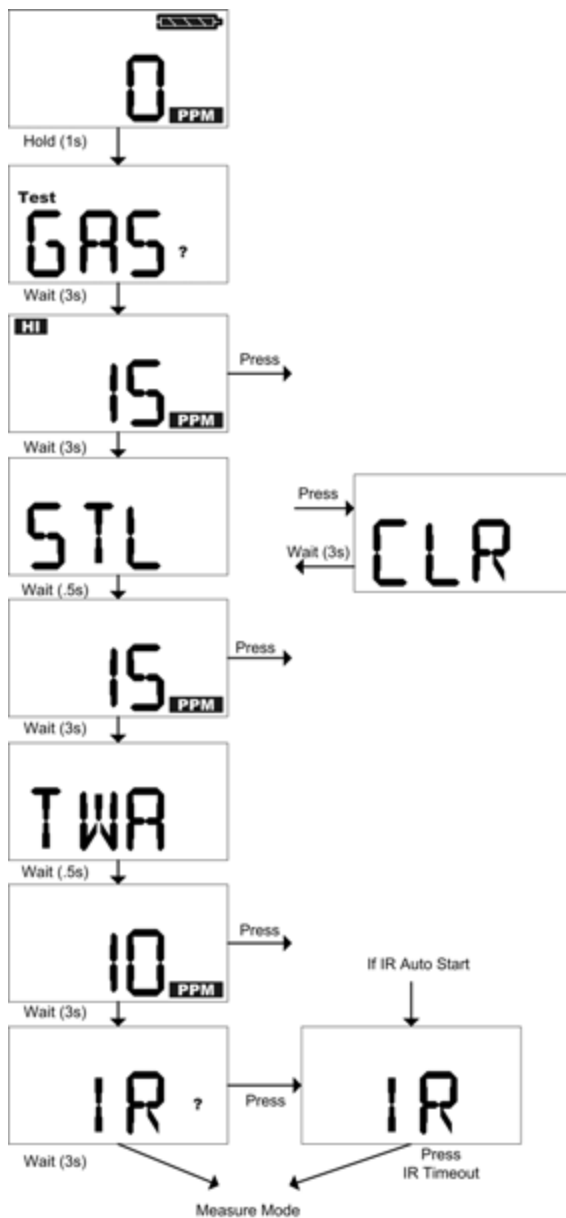 0 PPM
Hold (1s)
Test
GAS ?
Wait (3s)
HI
15 PPM
Press
Wait (3s)
STL
Press
CLR
Wait (3s)
Wait (.5s)
15 PPM
Press
Wait (3s)
TWA
Wait (.5s)
10 PPM
Press
If IR Auto Start
Wait (3s)
IR ?
Press
IR
Wait (3s)
Press
IR Timeout
Measure Mode